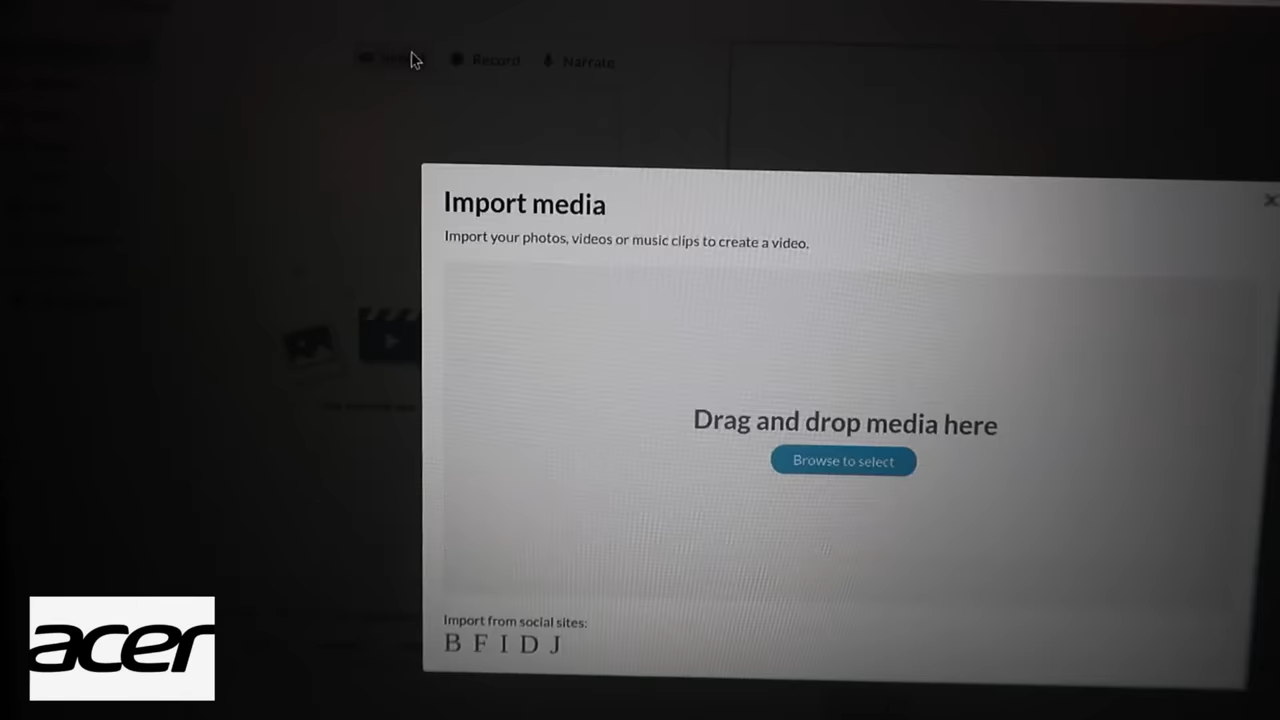 Record Narrate
Import media
Import your photos, videos or music clips to create a video.
Drag and drop media here
Browse to select
Import from social sites:
B F I D J
acer